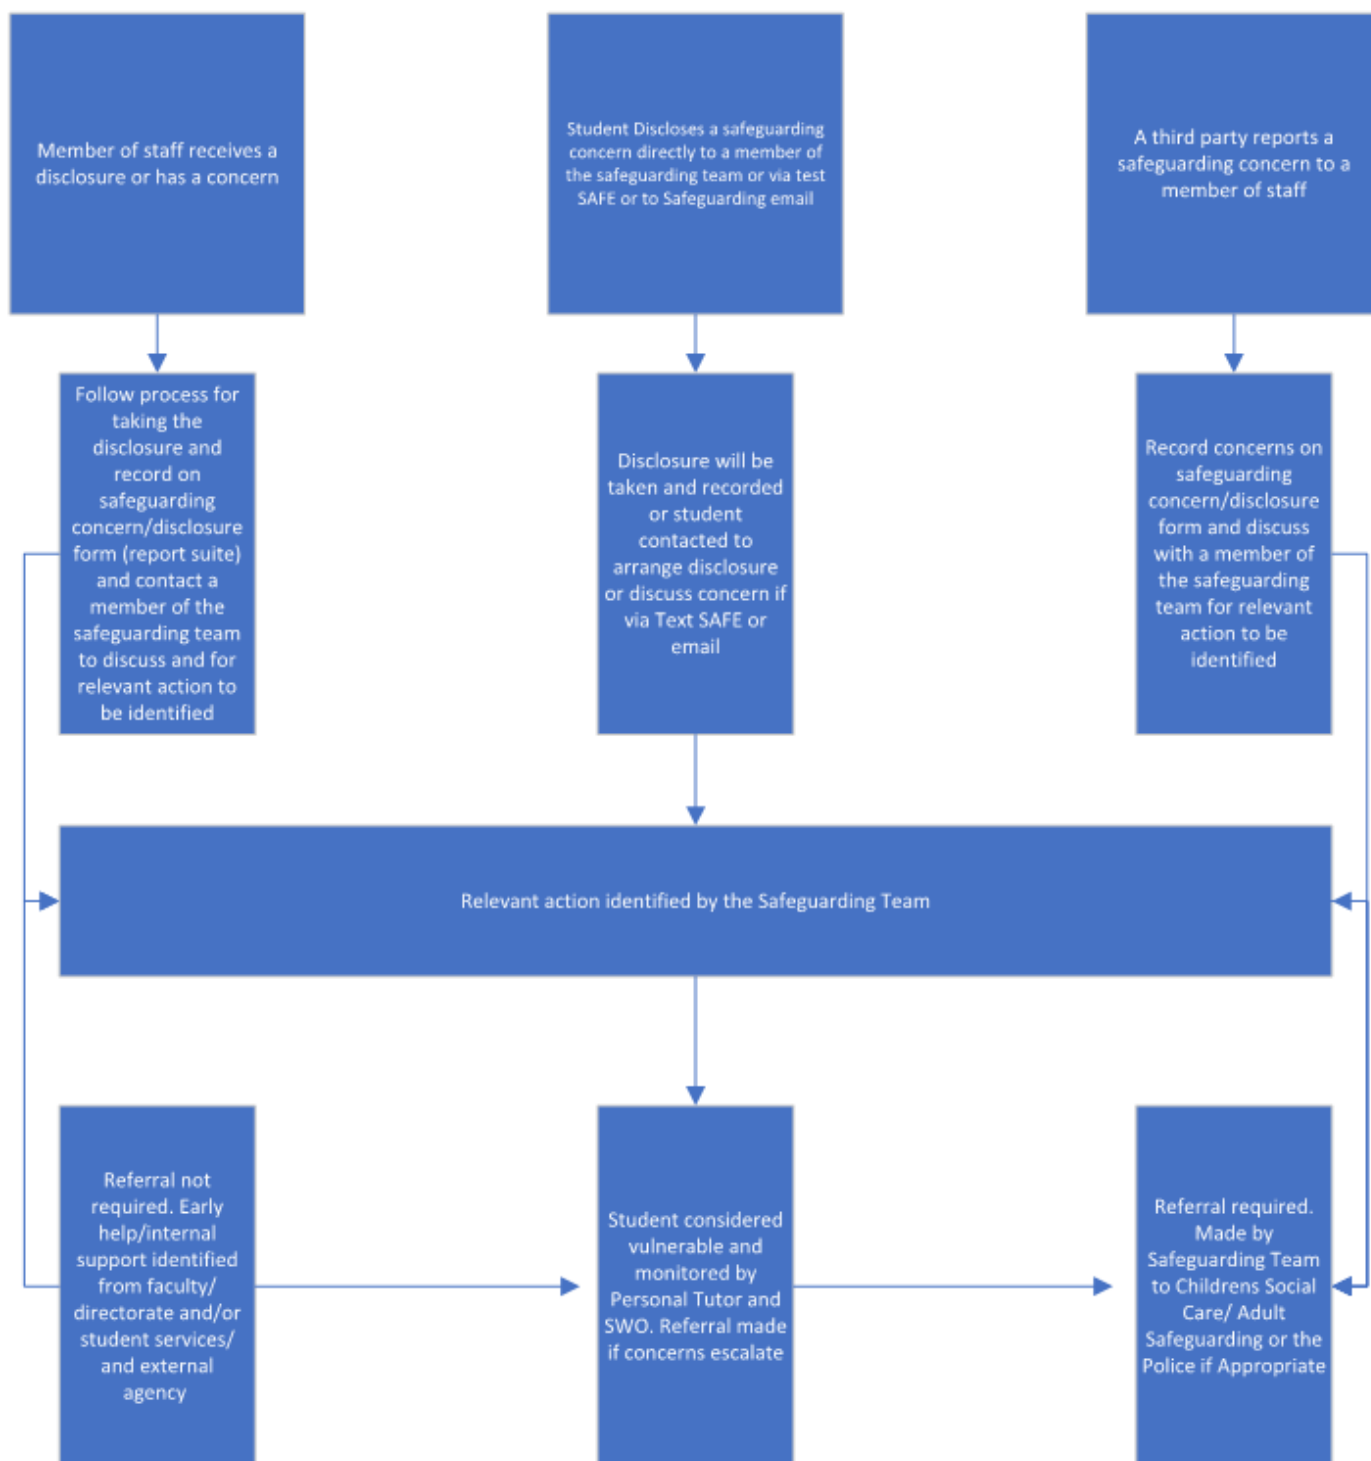 Member of staff receives a
disclosure or has a concern
Student Discloses a safeguarding
concern directly to a member of
the safeguarding team or via test
SAFE or to Safeguarding email
A third party reports a
safeguarding concern to a
member of staff
Follow process for
taking the
disclosure and
record on
safeguarding
concern/disclosure
form (report suite)
and contact a
member of the
safeguarding team
to discuss and for
relevant action to
be identified
Disclosure will be
taken and recorded
or student
contacted to
arrange disclosure
or discuss concern if
via Text SAFE or
email
Record concerns on
safeguarding
concern/disclosure
form and discuss
with a member of
the safeguarding
team for relevant
action to be
identified
Relevant action identified by the Safeguarding Team
Referral not
required. Early
help/internal
support identified
from faculty/
directorate and/or
student services/
and external
agency
Student considered
vulnerable and
monitored by
Personal Tutor and
SWO. Referral made
if concerns escalate
Referral required.
Made by
Safeguarding Team
to Childrens Social
Care/ Adult
Safeguarding or the
Police if Appropriate